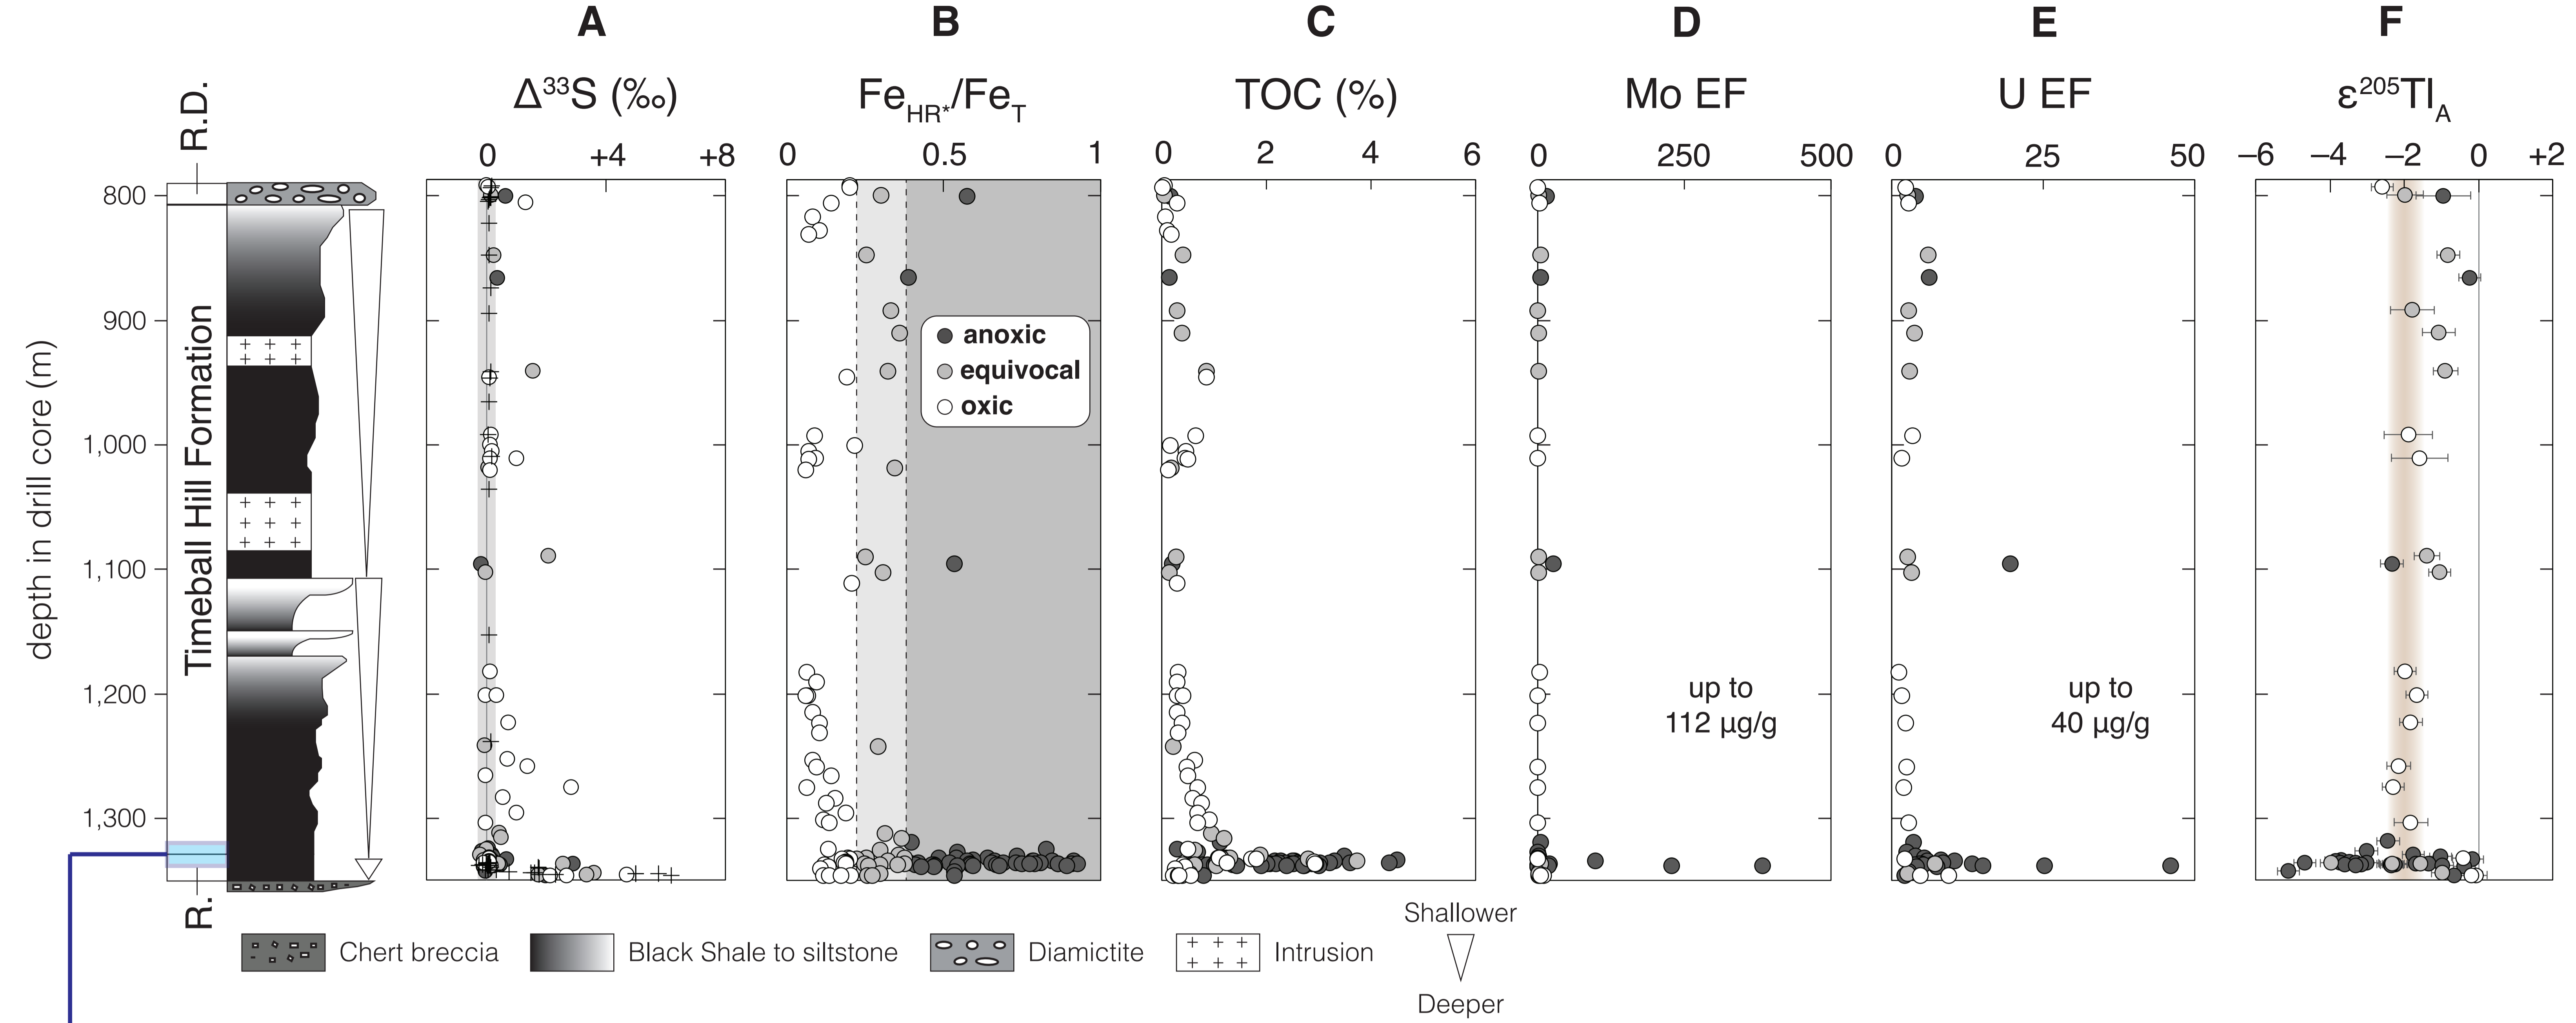 A B C D E F
Δ³³S (‰) Fe_HR*/Fe_T TOC (%) Mo EF U EF ε²⁰⁵Tl_A
0 +4 +8 0 0.5 1 0 2 4 6 0 250 500 0 25 50 −6 −4 −2 0 +2
R.D.
depth in drill core (m)
Timeball Hill Formation
R.
800
900
1,000
1,100
1,200
1,300
anoxic
equivocal
oxic
up to
112 µg/g
up to
40 µg/g
Chert breccia
Black Shale to siltstone
Diamictite
Intrusion
Shallower
Deeper